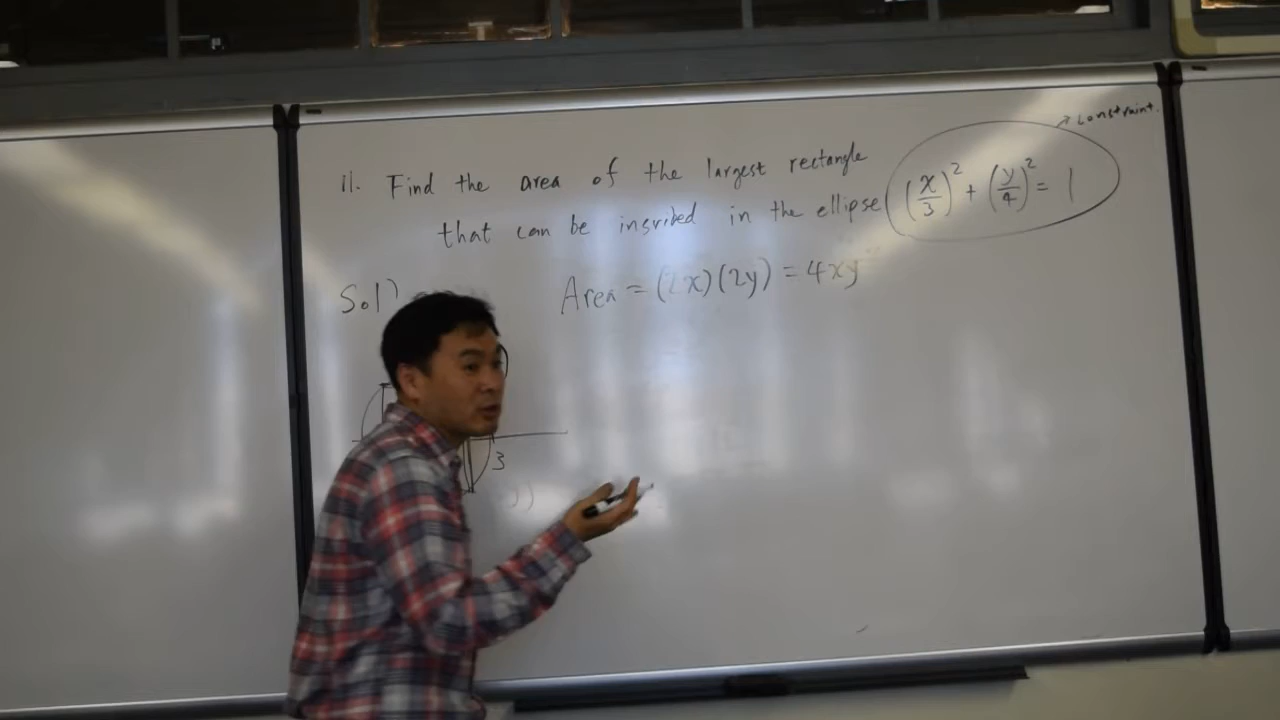 → constraint.
11. Find the area of the largest rectangle
that can be insribed in the ellipse (x/3)² + (y/4)² = 1
Sol)
Area = (2x)(2y) = 4xy
3